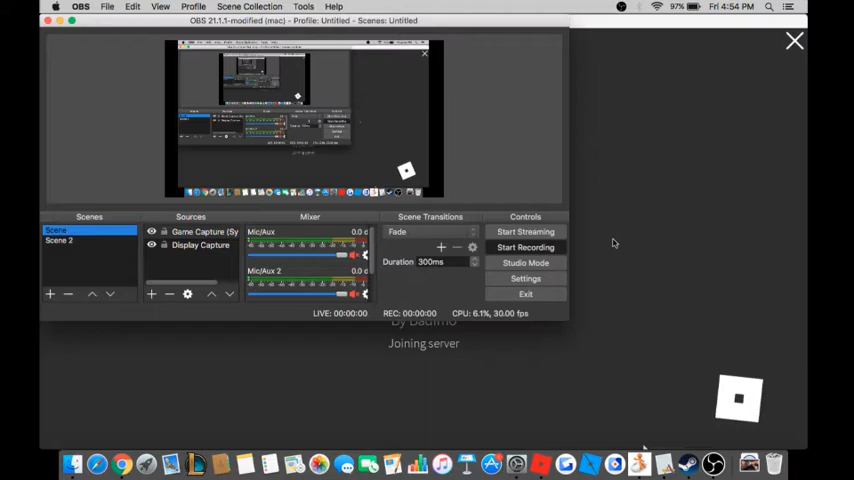 OBS File Edit View Profile Scene Collection Tools Help 97% Fri 4:54 PM
OBS 21.1.1-modified (mac) - Profile: Untitled - Scenes: Untitled
Scenes Sources Mixer Scene Transitions Controls
Scene
Scene 2
Game Capture (Sy
Display Capture
Mic/Aux 0.0 d
Mic/Aux 2 0.0 d
Fade
Duration 300ms
Start Streaming
Start Recording
Studio Mode
Settings
Exit
LIVE: 00:00:00 REC: 00:00:00 CPU: 6.1%, 30.00 fps
By Badimo
Joining server